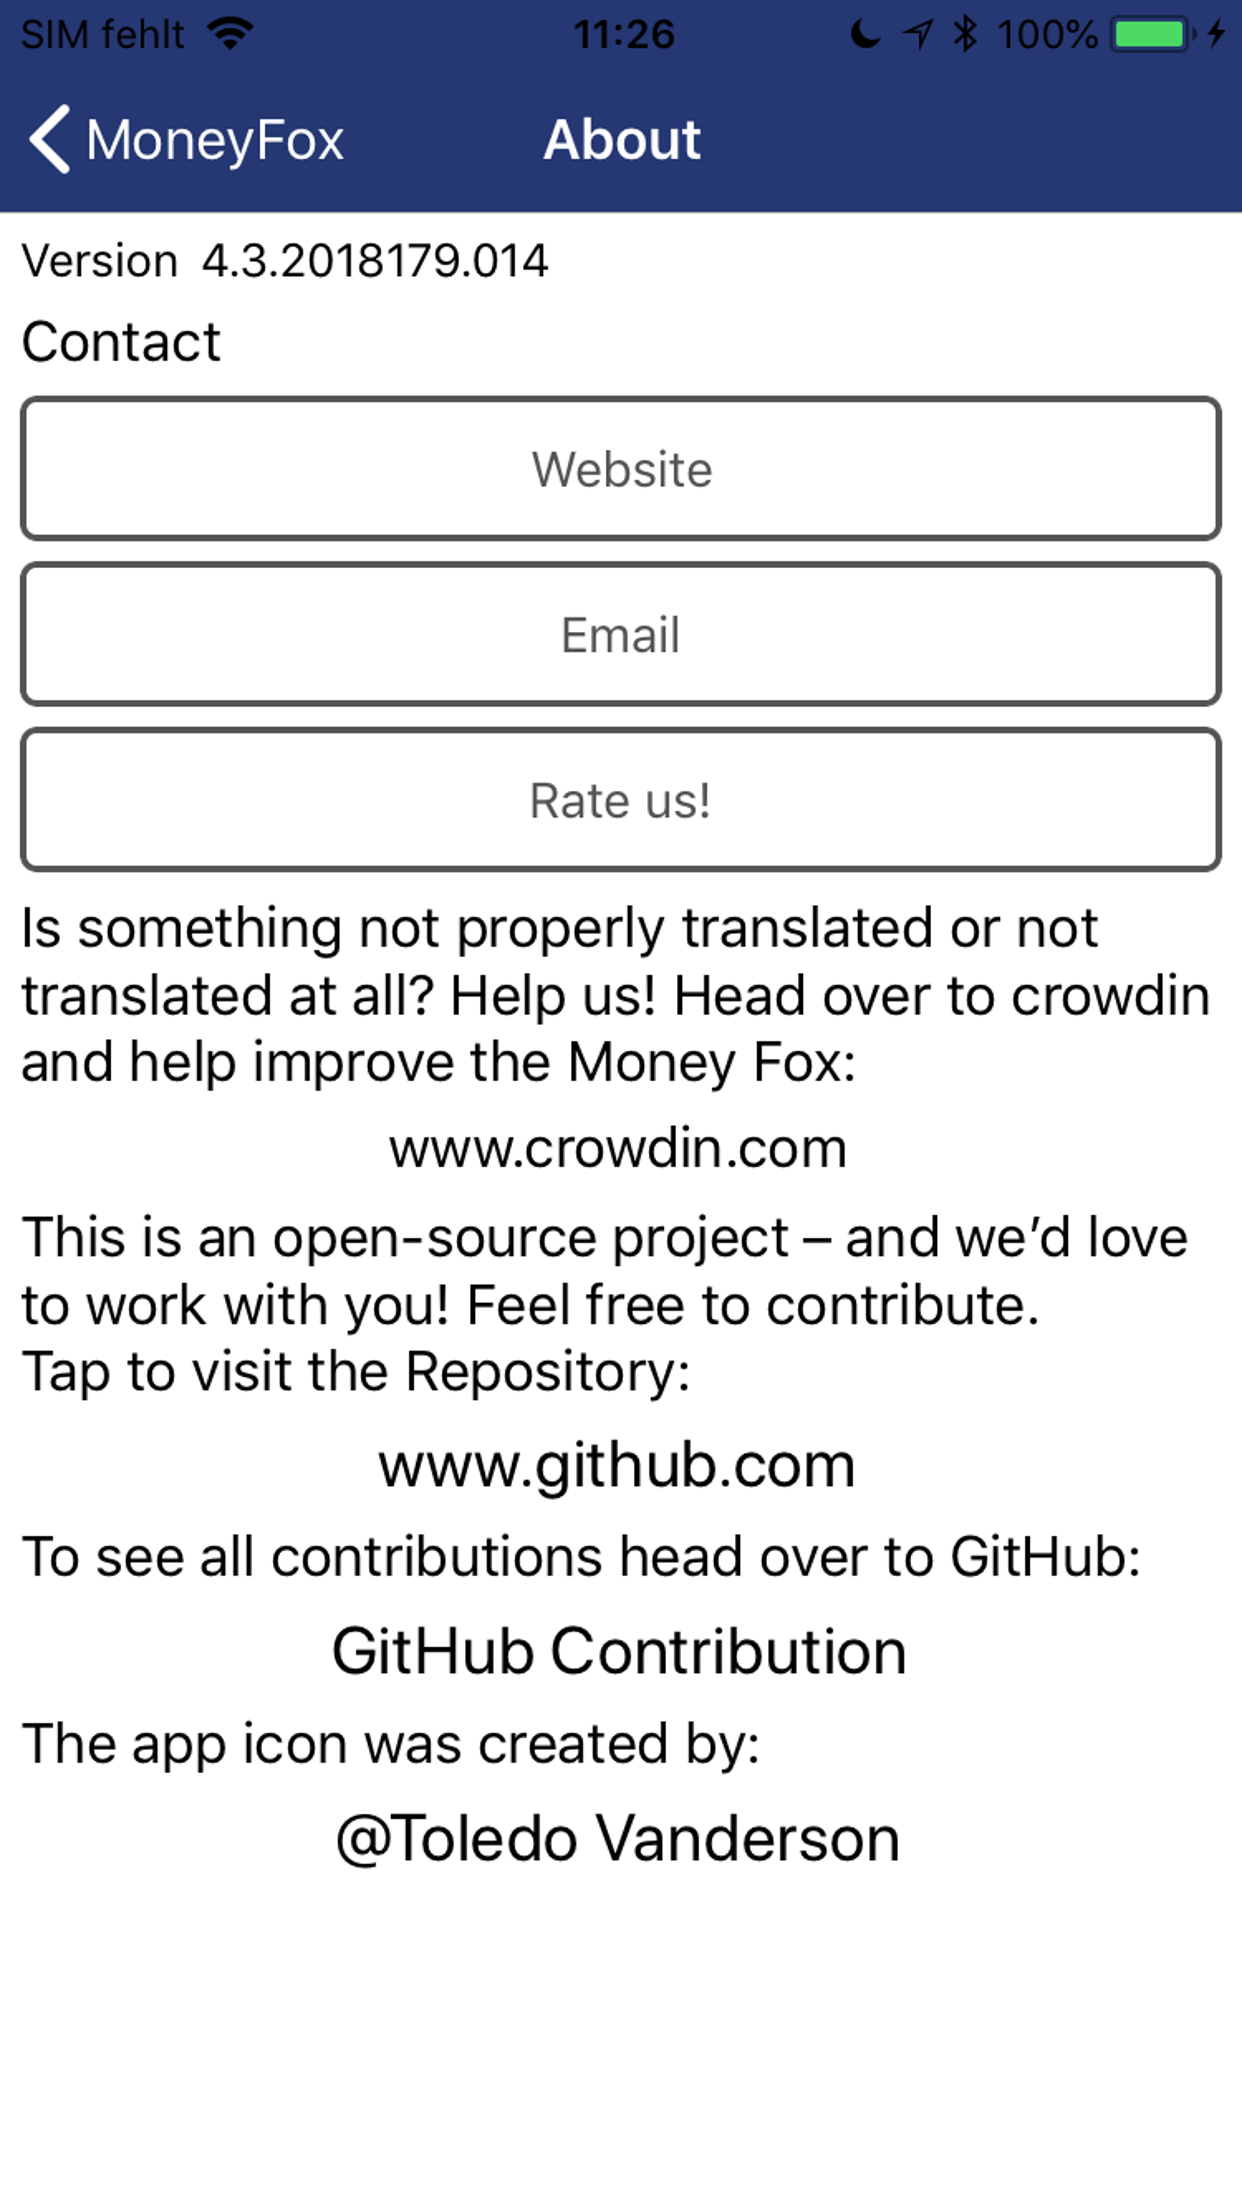 SIM fehlt 11:26 100%
MoneyFox About
Version 4.3.2018179.014
Contact
Website
Email
Rate us!
Is something not properly translated or not
translated at all? Help us! Head over to crowdin
and help improve the Money Fox:
www.crowdin.com
This is an open-source project – and we’d love
to work with you! Feel free to contribute.
Tap to visit the Repository:
www.github.com
To see all contributions head over to GitHub:
GitHub Contribution
The app icon was created by:
@Toledo Vanderson